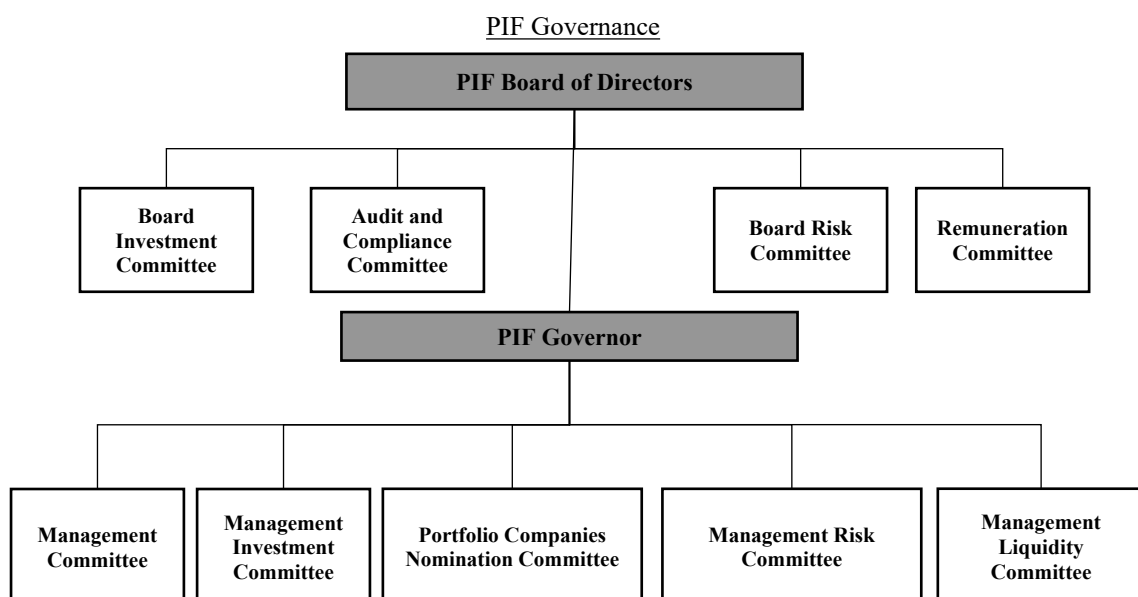 PIF Governance
PIF Board of Directors
Board
Investment
Committee
Audit and
Compliance
Committee
Board Risk
Committee
Remuneration
Committee
PIF Governor
Management
Committee
Management
Investment
Committee
Portfolio Companies
Nomination Committee
Management Risk
Committee
Management
Liquidity
Committee